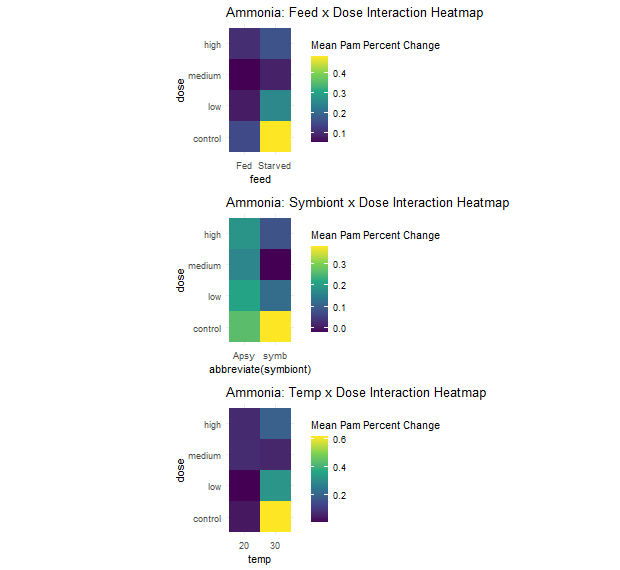 Ammonia: Feed x Dose Interaction Heatmap
Mean Pam Percent Change
high
medium
low
control
dose
0.4
0.3
0.2
0.1
Fed Starved
feed
Ammonia: Symbiont x Dose Interaction Heatmap
Mean Pam Percent Change
high
medium
low
control
dose
0.3
0.2
0.1
0.0
Apsy symb
abbreviate(symbiont)
Ammonia: Temp x Dose Interaction Heatmap
Mean Pam Percent Change
high
medium
low
control
dose
0.6
0.4
0.2
20 30
temp